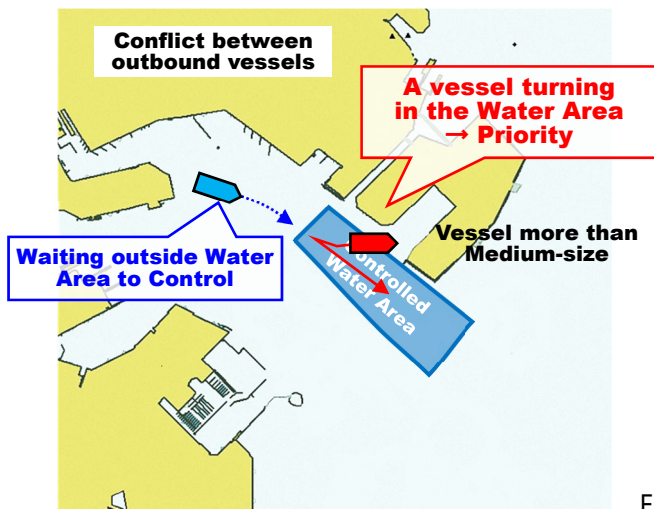 Conflict between
outbound vessels
A vessel turning
in the Water Area
→ Priority
Vessel more than
Medium-size
Waiting outside Water
Area to Control
Controlled
Water Area
F